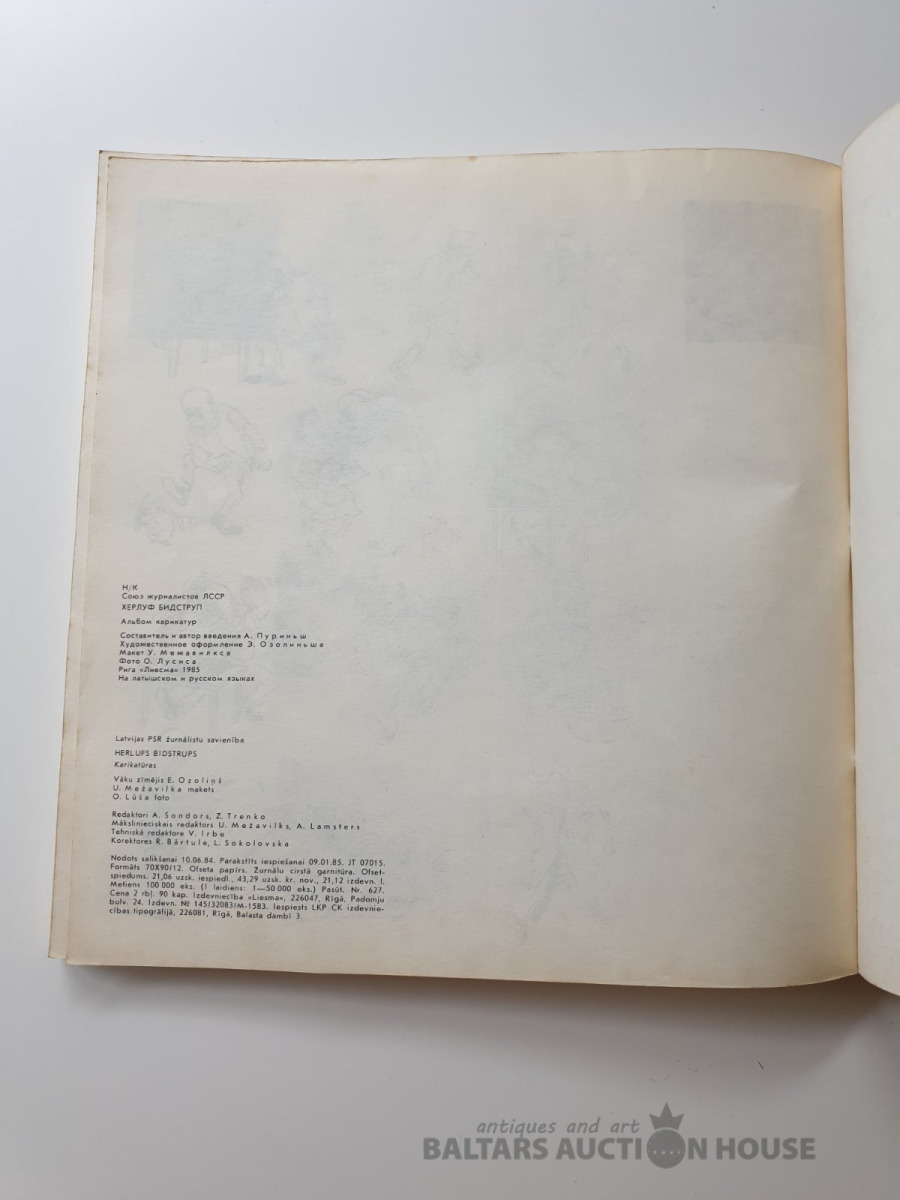 Н/К
Союз журналистов ЛССР
ХЕРЛУФ БИДСТРУП
Альбом карикатур
Составитель и автор введения А. Пуриньш
Художественное оформление Э. Озолиньша
Макет У. Межавилкса
Фото О. Лусиса
Рига «Лиесма» 1985
На латышском и русском языках
Latvijas PSR žurnālistu savienība
HERLUFS BIDSTRUPS
Karikatūras
Vāku zīmējis E. Ozoliņš
U. Mežavilka makets
O. Lūša foto
Redaktori A. Sondors, Z. Trenko
Mākslinieciskais redaktors U. Mežavilks, A. Lamsters
Tehniskā redaktore V. Irbe
Korektores R. Bārtule, L. Sokolovska
Nodots salikšanai 10.06.84. Parakstīts iespiešanai 09.01.85. JT 07015.
Formāts 70X90/12. Ofseta papīrs. Žurnālu cirstā garnitūra. Ofset-
spiedums. 21,06 uzsk. iespiedl., 43,29 uzsk. kr. nov., 21,12 izdevn. l.
Metiens 100 000 eks. (I laidiens: 1—50 000 eks.) Pasūt. Nr. 627.
Cena 2 rbļ. 90 kap. Izdevniecība «Liesma», 226047, Rīgā, Padomju
bulv. 24. Izdevn. № 145/32083/M-1583. Iespiests LKP CK izdevnie-
cības tipogrāfijā, 226081, Rīgā, Balasta dambī 3.
antiques and art
BALTARS AUCTION HOUSE